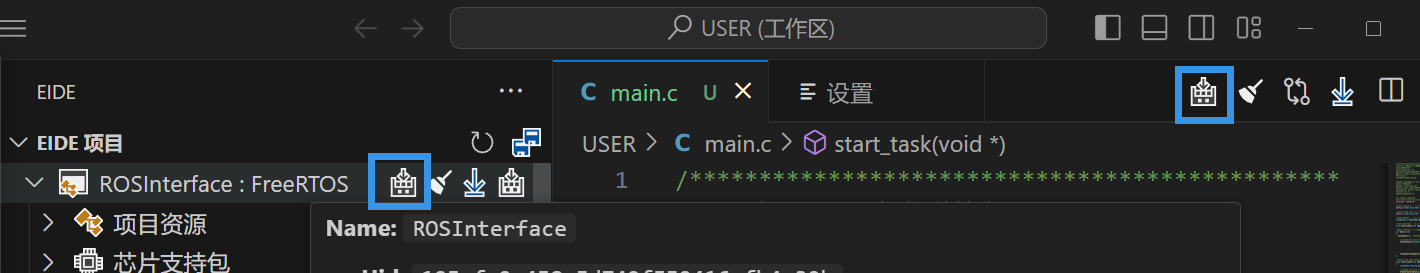 USER (工作区)
EIDE
main.c U
设置
EIDE 项目
USER > C main.c > start_task(void *)
ROSInterface : FreeRTOS
1 /***********************************************
Name: ROSInterface
项目资源
芯片支持包